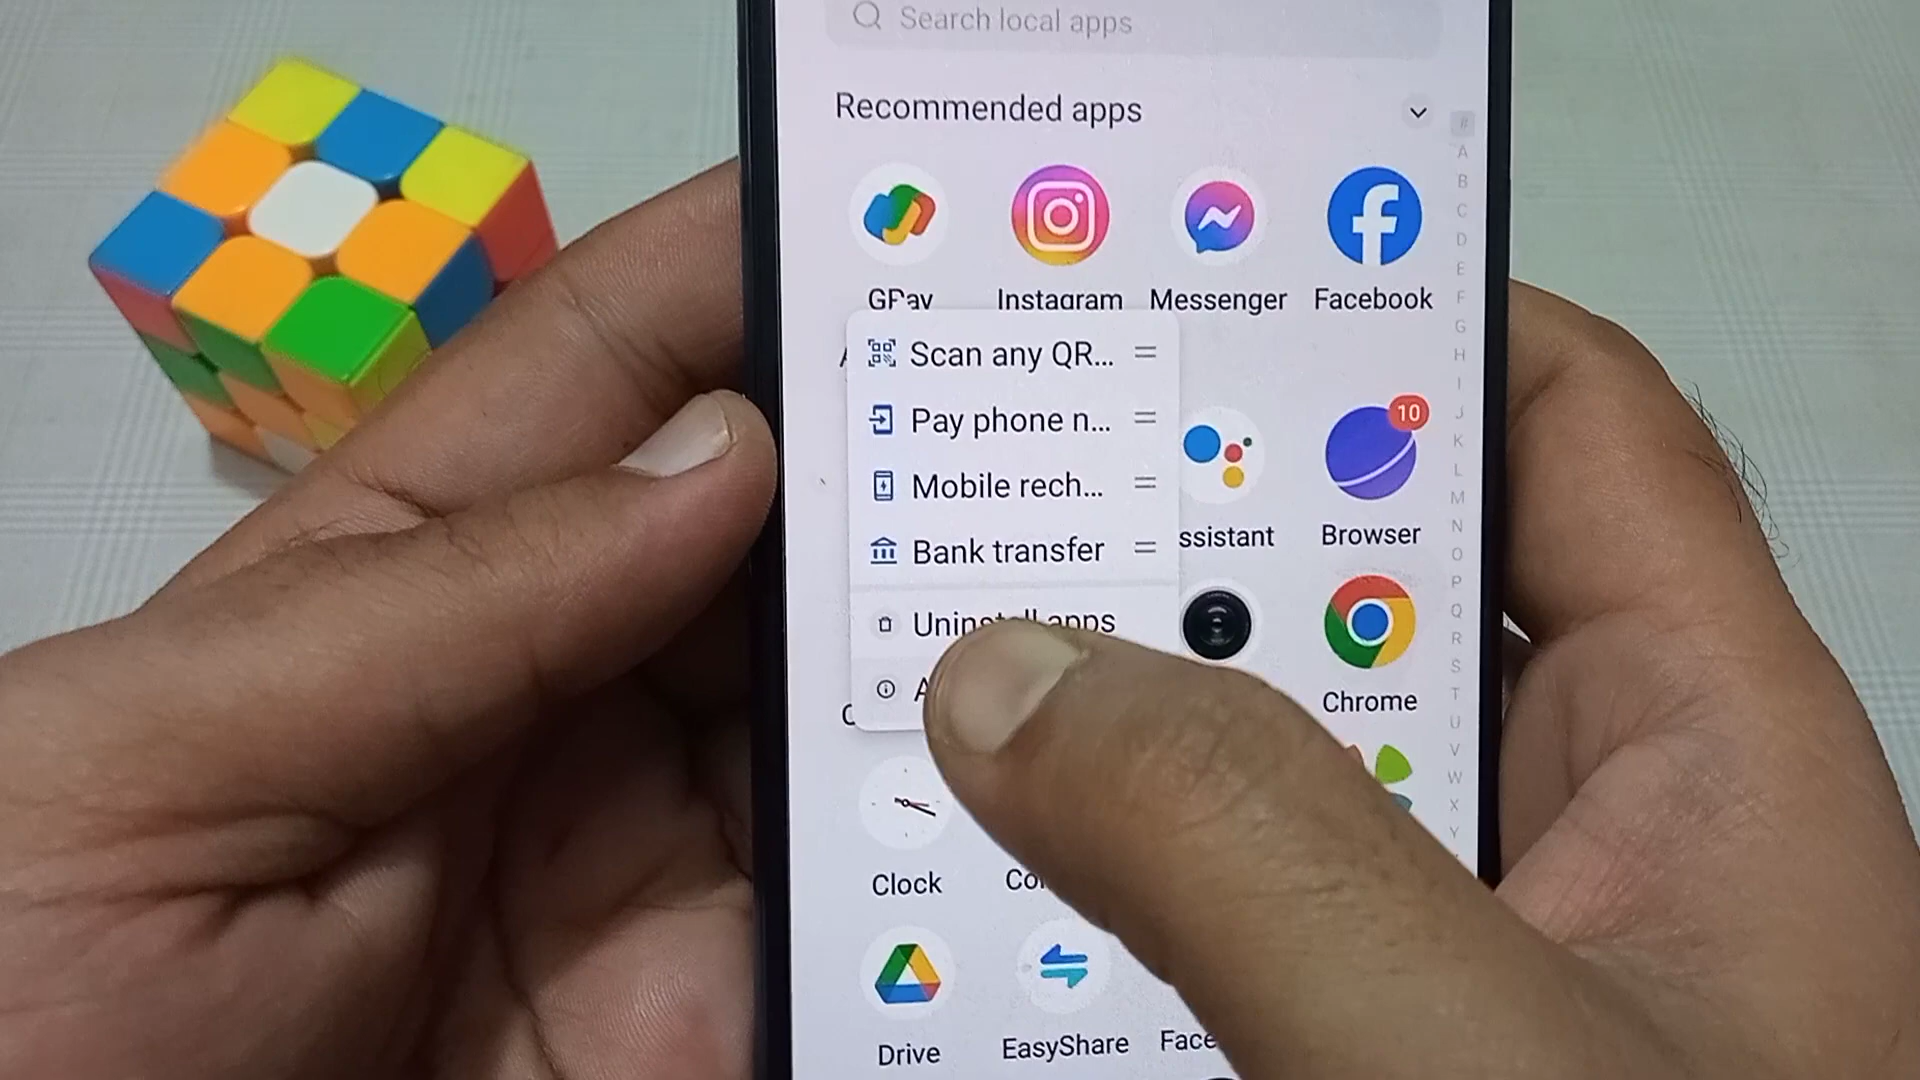 Search local apps
Recommended apps
GPay Instagram Messenger Facebook
Scan any QR...
Pay phone n...
Mobile rech...
Bank transfer
Uninstall apps
10
ssistant Browser
Chrome
Clock
Drive EasyShare Face
#
A
B
C
D
E
F
G
H
I
J
K
L
M
N
O
P
Q
R
S
T
U
V
W
X
Y